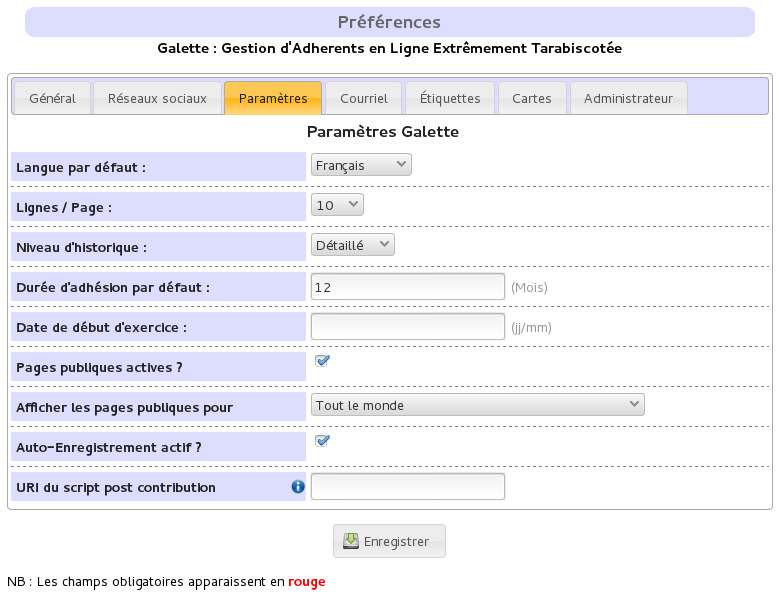 Préférences
Galette : Gestion d'Adherents en Ligne Extrêmement Tarabiscotée
Général Réseaux sociaux Paramètres Courriel Étiquettes Cartes Administrateur
Paramètres Galette
Langue par défaut : Français
Lignes / Page : 10
Niveau d'historique : Détaillé
Durée d'adhésion par défaut : 12 (Mois)
Date de début d'exercice : (jj/mm)
Pages publiques actives ?
Afficher les pages publiques pour Tout le monde
Auto-Enregistrement actif ?
URI du script post contribution
Enregistrer
NB : Les champs obligatoires apparaissent en rouge